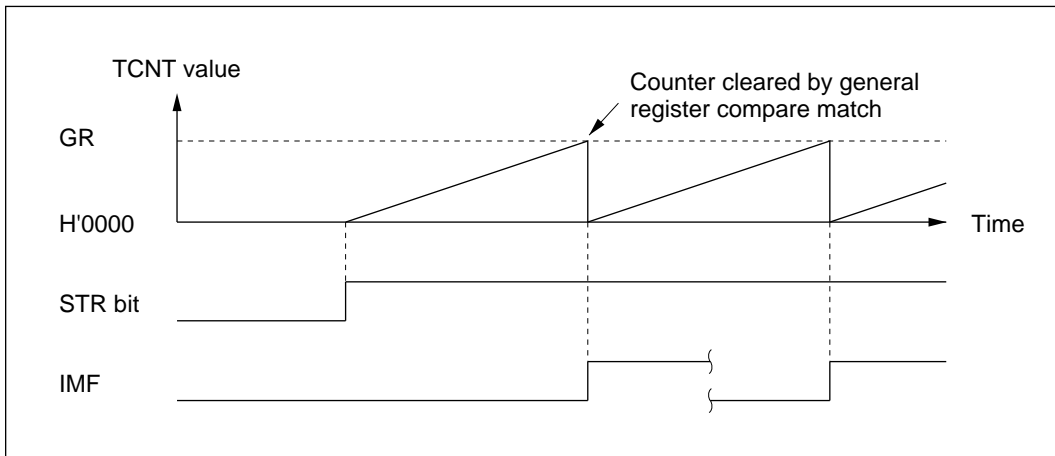 TCNT value
Counter cleared by general
register compare match
GR
H'0000
Time
STR bit
IMF